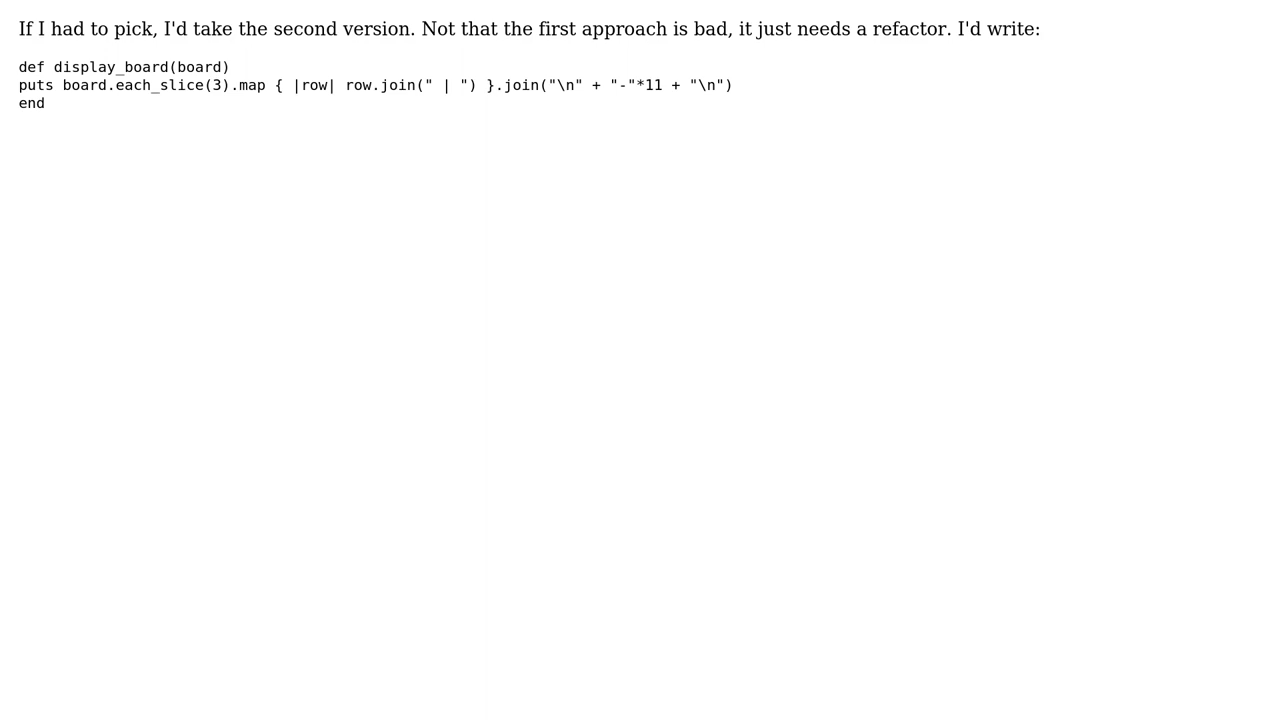 If I had to pick, I'd take the second version. Not that the first approach is bad, it just needs a refactor. I'd write:
def display_board(board)
puts board.each_slice(3).map { |row| row.join(" | ") }.join("\n" + "-"*11 + "\n")
end